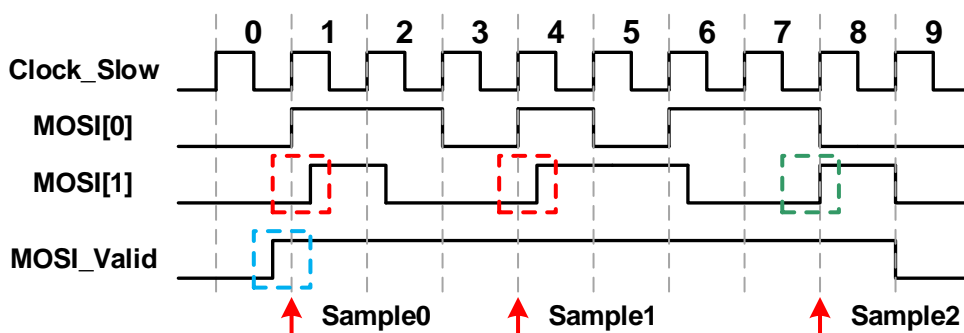 0 1 2 3 4 5 6 7 8 9
Clock_Slow
MOSI[0]
MOSI[1]
MOSI_Valid
Sample0 Sample1 Sample2